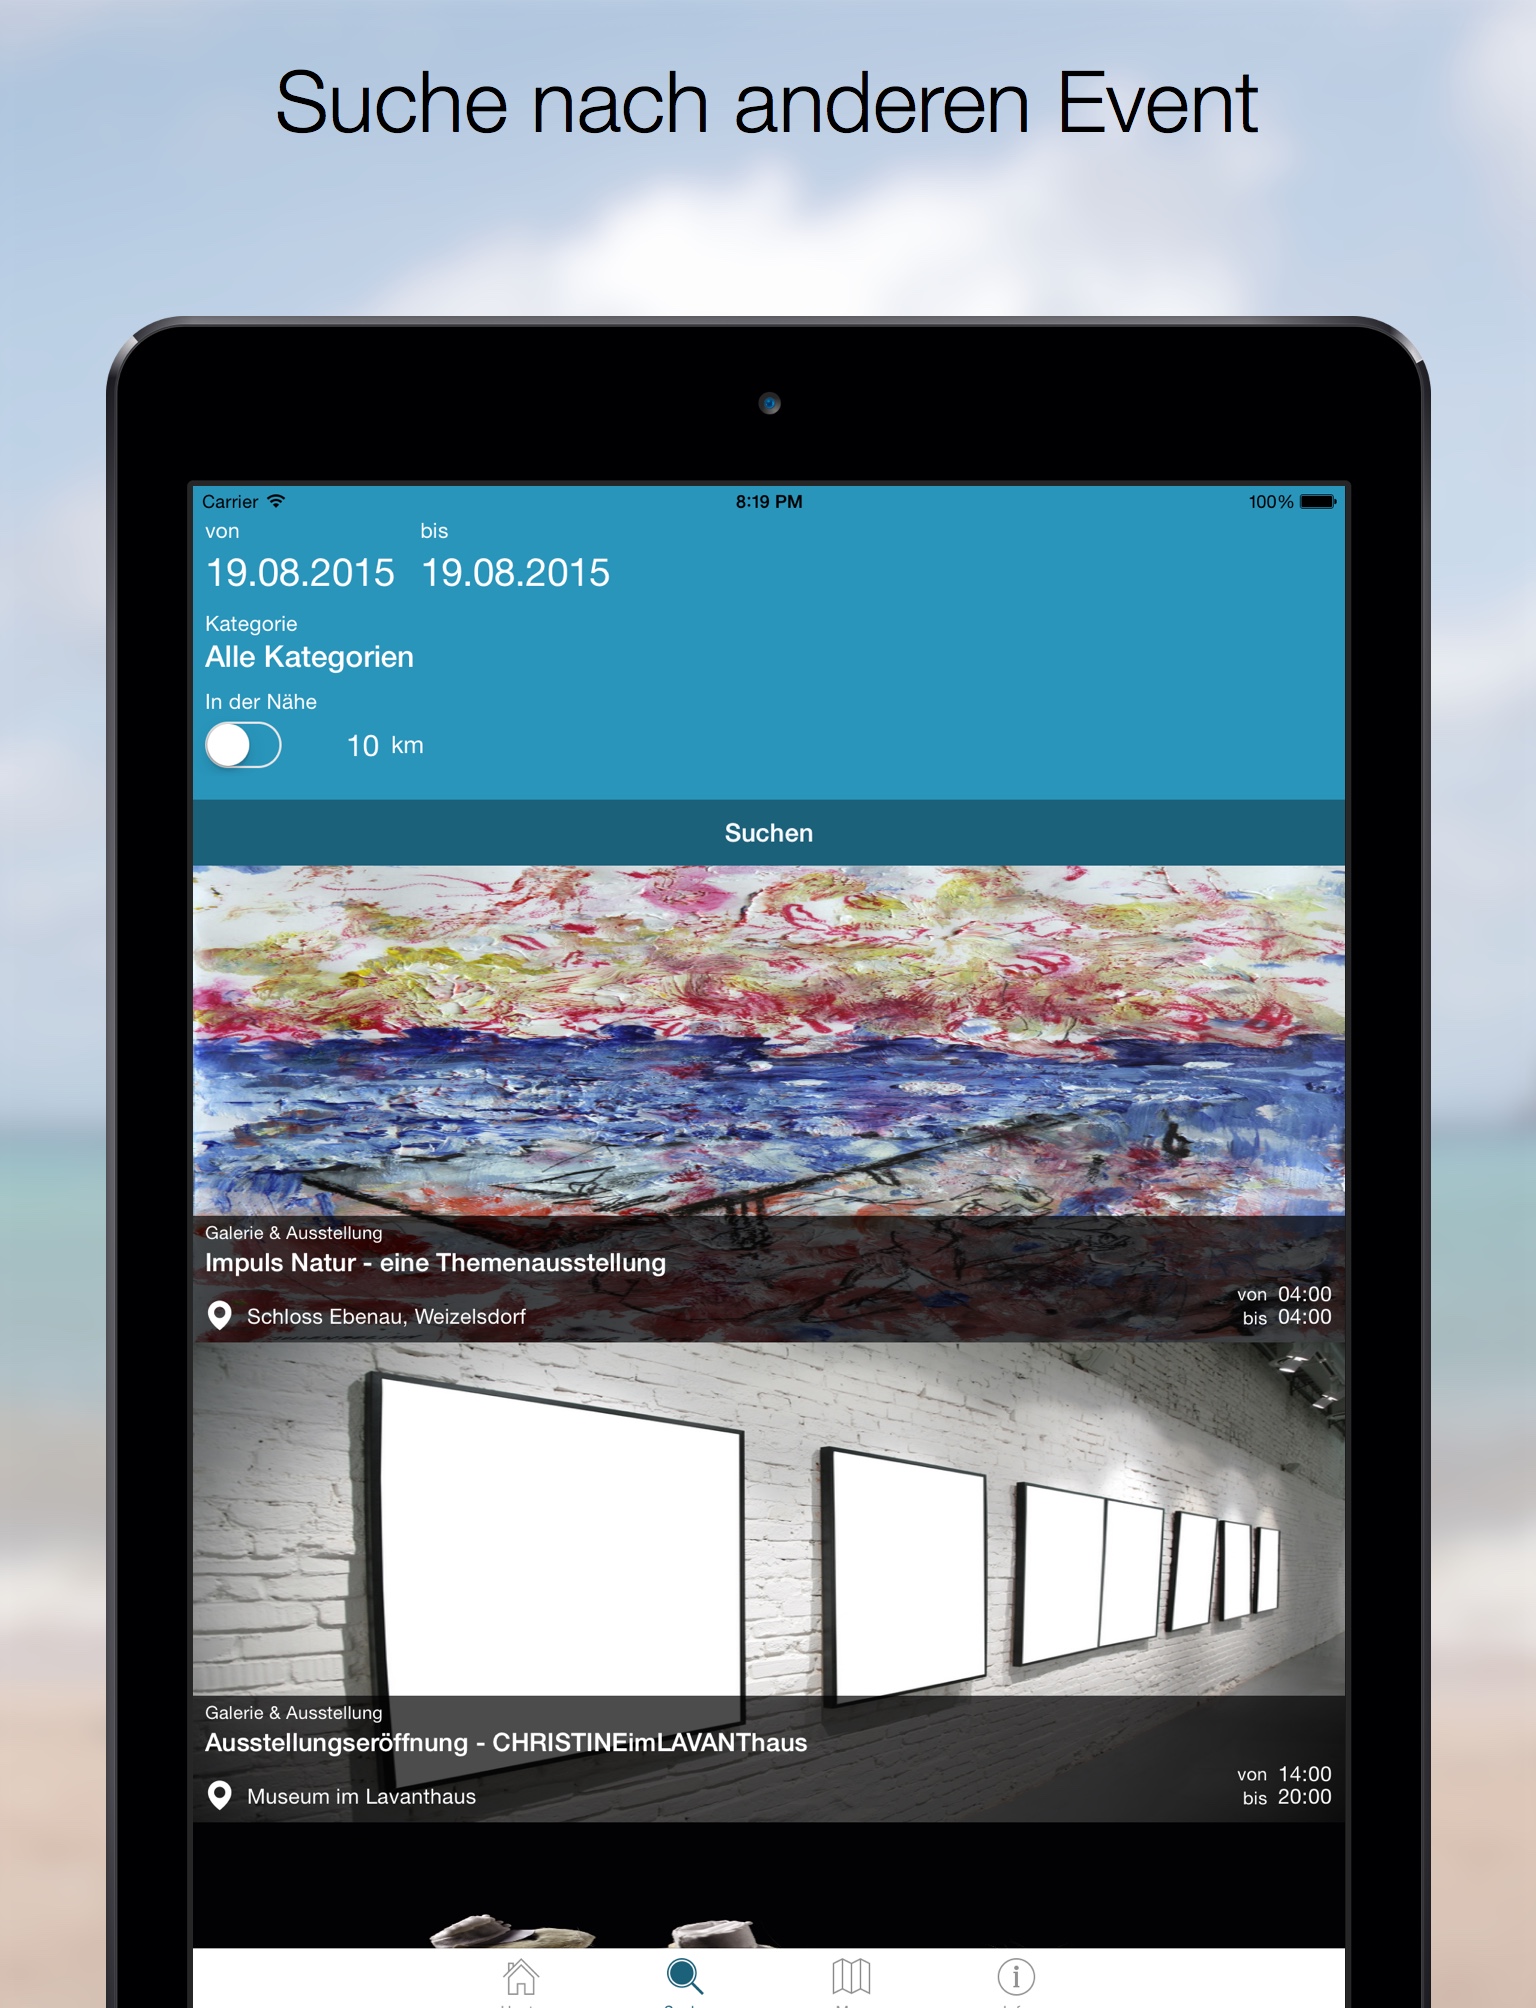 Suche nach anderen Event
Carrier 8:19 PM 100%
von bis
19.08.2015 19.08.2015
Kategorie
Alle Kategorien
In der Nähe
10 km
Suchen
Galerie & Ausstellung
Impuls Natur - eine Themenausstellung
von 04:00
Schloss Ebenau, Weizelsdorf
bis 04:00
Galerie & Ausstellung
Ausstellungseröffnung - CHRISTINEimLAVANThaus
von 14:00
Museum im Lavanthaus
bis 20:00